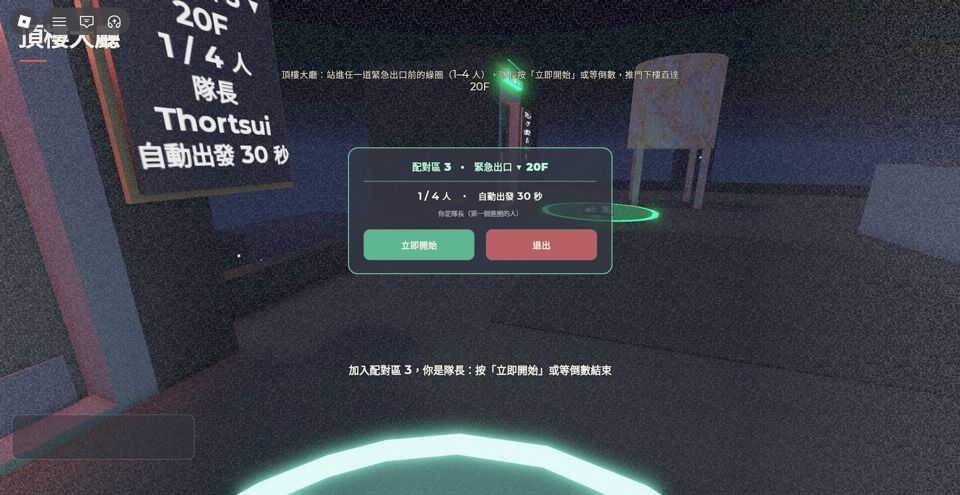 頂樓大廳
20F
1 / 4 人
隊長
Thortsui
自動出發 30 秒
頂樓大廳：站進任一道緊急出口前的綠圈（1–4 人），隊長按「立即開始」或等倒數，推門下樓直達
20F
配對區 3 • 緊急出口 ▼ 20F
1 / 4 人 • 自動出發 30 秒
你是隊長（第一個進圈的人）
立即開始
退出
加入配對區 3，你是隊長：按「立即開始」或等倒數結束